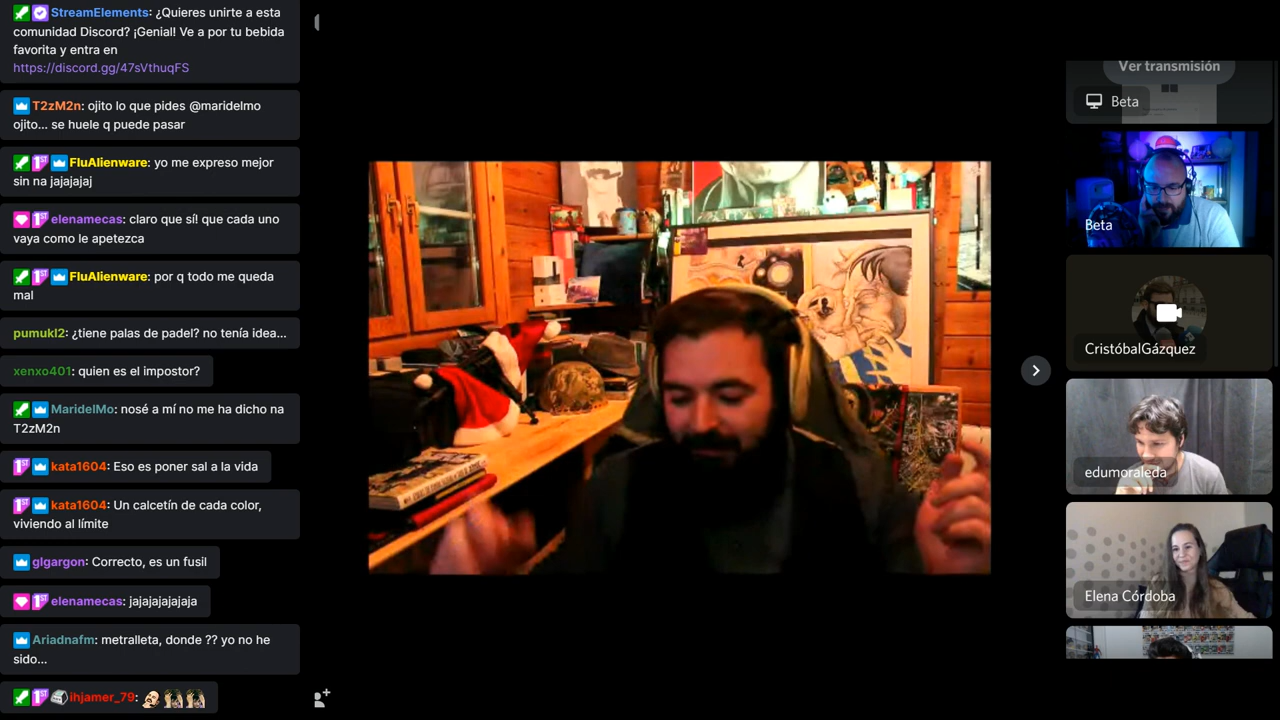 StreamElements: ¿Quieres unirte a esta
comunidad Discord? ¡Genial! Ve a por tu bebida
favorita y entra en
https://discord.gg/47sVthuqFS
T2zM2n: ojito lo que pides @maridelmo
ojito... se huele q puede pasar
FluAlienware: yo me expreso mejor
sin na jajajajaj
elenamecas: claro que sí! que cada uno
vaya como le apetezca
FluAlienware: por q todo me queda
mal
pumukl2: ¿tiene palas de padel? no tenía idea...
xenxo401: quien es el impostor?
MaridelMo: nosé a mí no me ha dicho na
T2zM2n
kata1604: Eso es poner sal a la vida
kata1604: Un calcetín de cada color,
viviendo al límite
glgargon: Correcto, es un fusil
elenamecas: jajajajajaja
Ariadnafm: metralleta, donde ?? yo no he
sido...
ihjamer_79:
Ver transmisión
Beta
Beta
CristóbalGázquez
edumoraleda
Elena Córdoba